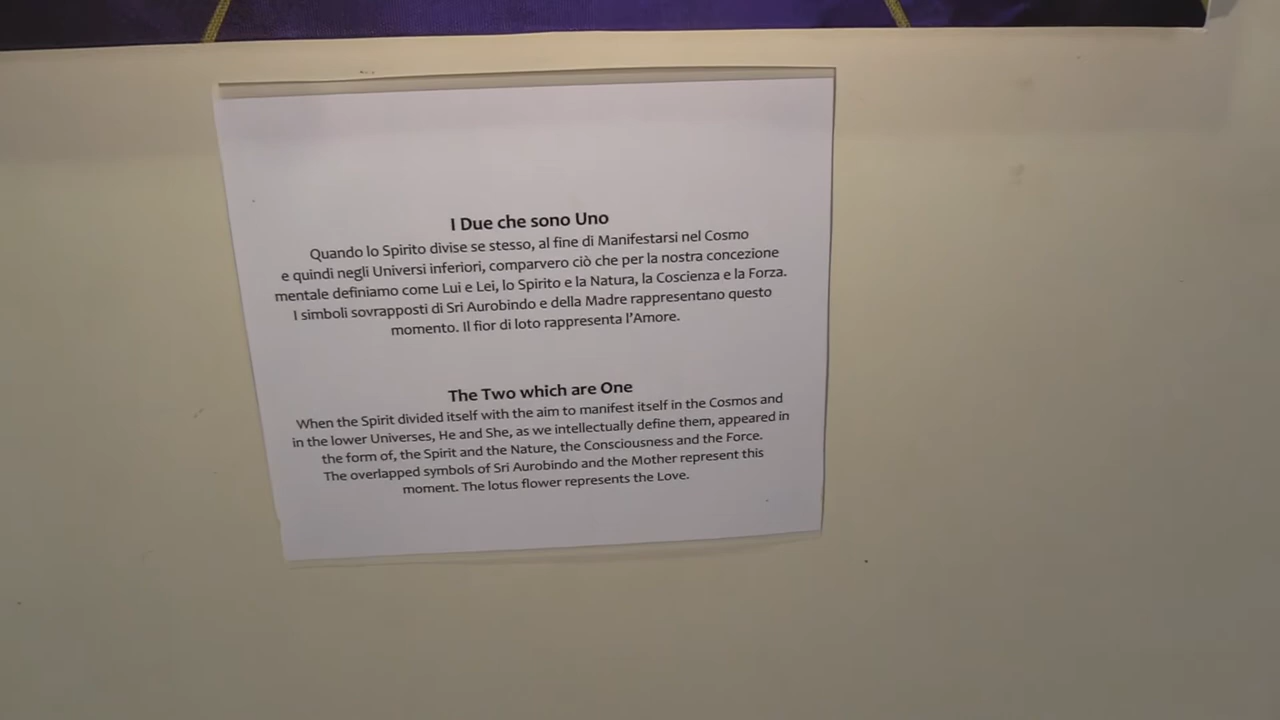 I Due che sono Uno
Quando lo Spirito divise se stesso, al fine di Manifestarsi nel Cosmo
e quindi negli Universi inferiori, comparvero ciò che per la nostra concezione
mentale definiamo come Lui e Lei, lo Spirito e la Natura, la Coscienza e la Forza.
I simboli sovrapposti di Sri Aurobindo e della Madre rappresentano questo
momento. Il fior di loto rappresenta l'Amore.
The Two which are One
When the Spirit divided itself with the aim to manifest itself in the Cosmos and
in the lower Universes, He and She, as we intellectually define them, appeared in
the form of, the Spirit and the Nature, the Consciousness and the Force.
The overlapped symbols of Sri Aurobindo and the Mother represent this
moment. The lotus flower represents the Love.